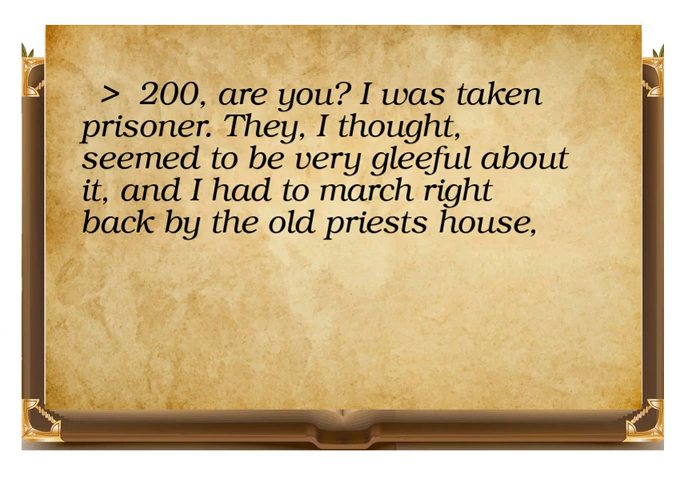 > 200, are you? I was taken
prisoner. They, I thought,
seemed to be very gleeful about
it, and I had to march right
back by the old priests house,